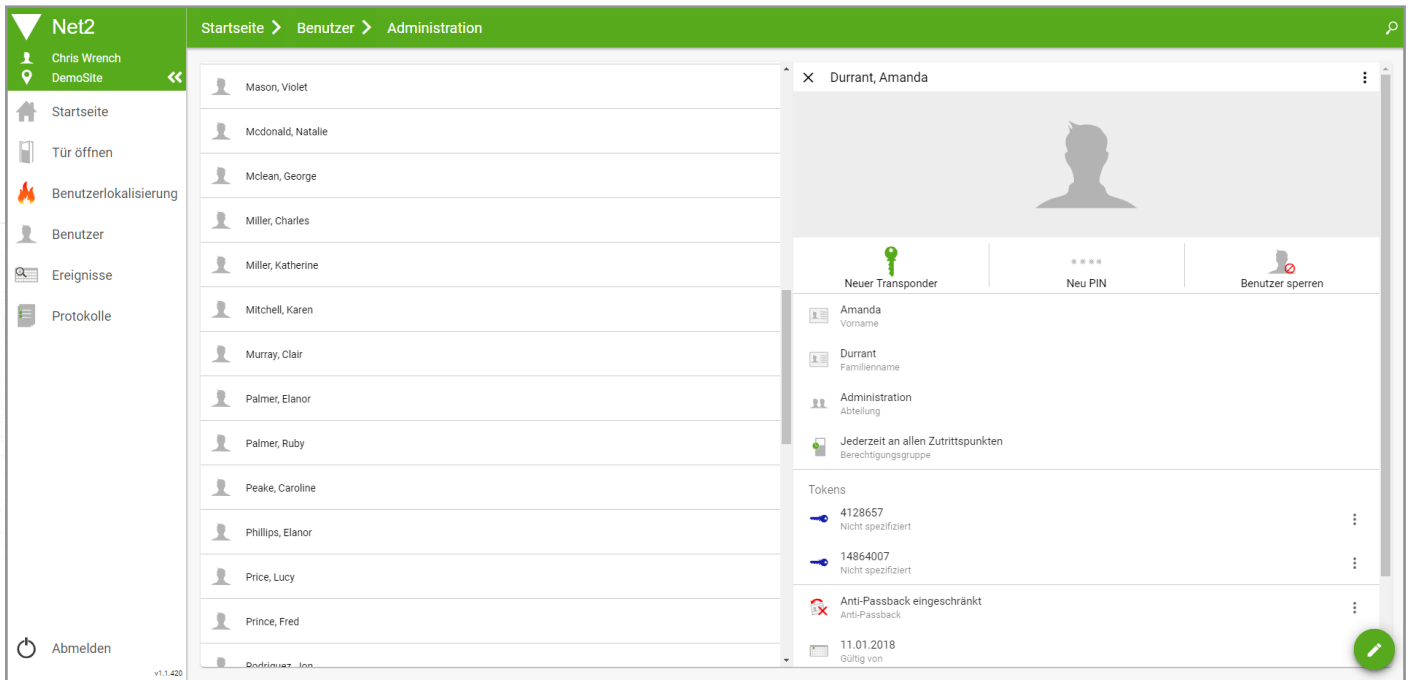 Net2
Chris Wrench
DemoSite
Startseite
Tür öffnen
Benutzerlokalisierung
Benutzer
Ereignisse
Protokolle
Abmelden
v1.1.420
Startseite Benutzer Administration
Mason, Violet
Mcdonald, Natalie
Mclean, George
Miller, Charles
Miller, Katherine
Mitchell, Karen
Murray, Clair
Palmer, Elanor
Palmer, Ruby
Peake, Caroline
Phillips, Elanor
Price, Lucy
Prince, Fred
Rodriguez, Jon
Durrant, Amanda
Neuer Transponder
Neu PIN
Benutzer sperren
Amanda
Vorname
Durrant
Familienname
Administration
Abteilung
Jederzeit an allen Zutrittspunkten
Berechtigungsgruppe
Tokens
4128657
Nicht spezifiziert
14864007
Nicht spezifiziert
Anti-Passback eingeschränkt
Anti-Passback
11.01.2018
Gültig von